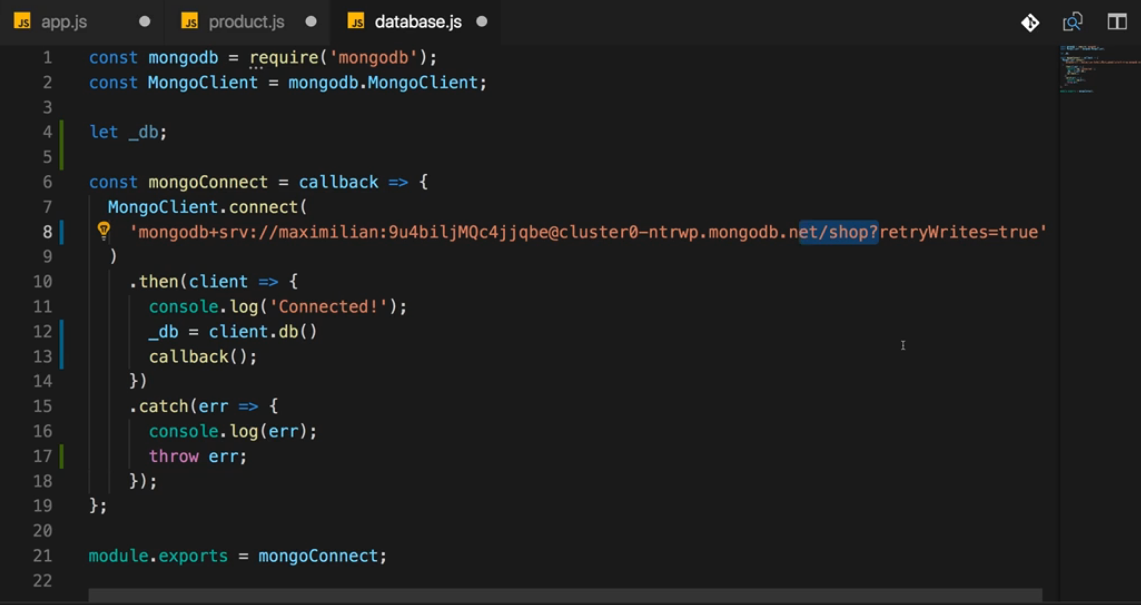 JS app.js
JS product.js
JS database.js
1 const mongodb = require('mongodb');
2 const MongoClient = mongodb.MongoClient;
3
4 let _db;
5
6 const mongoConnect = callback => {
7 MongoClient.connect(
8 'mongodb+srv://maximilian:9u4biljMQc4jjqbe@cluster0-ntrwp.mongodb.net/shop?retryWrites=true'
9 )
10 .then(client => {
11 console.log('Connected!');
12 _db = client.db()
13 callback();
14 })
15 .catch(err => {
16 console.log(err);
17 throw err;
18 });
19 };
20
21 module.exports = mongoConnect;
22